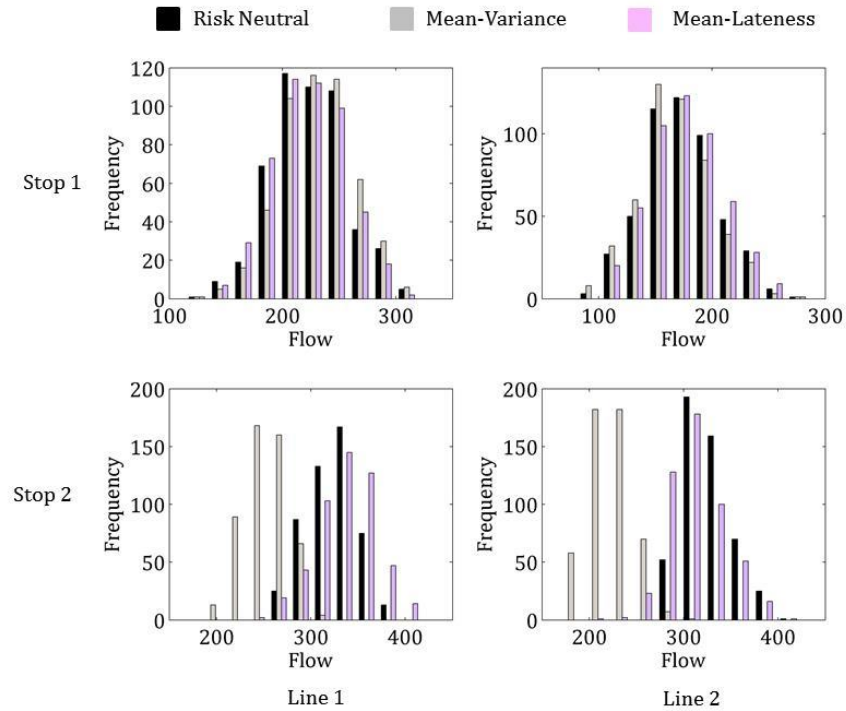 Risk Neutral Mean-Variance Mean-Lateness
Stop 1
Frequency
120
100
80
60
40
20
0
100 200 300
Flow
Frequency
100
50
0
100 200 300
Flow
Stop 2
Frequency
200
150
100
50
0
200 300 400
Flow
Line 1
Frequency
200
150
100
50
0
200 300 400
Flow
Line 2